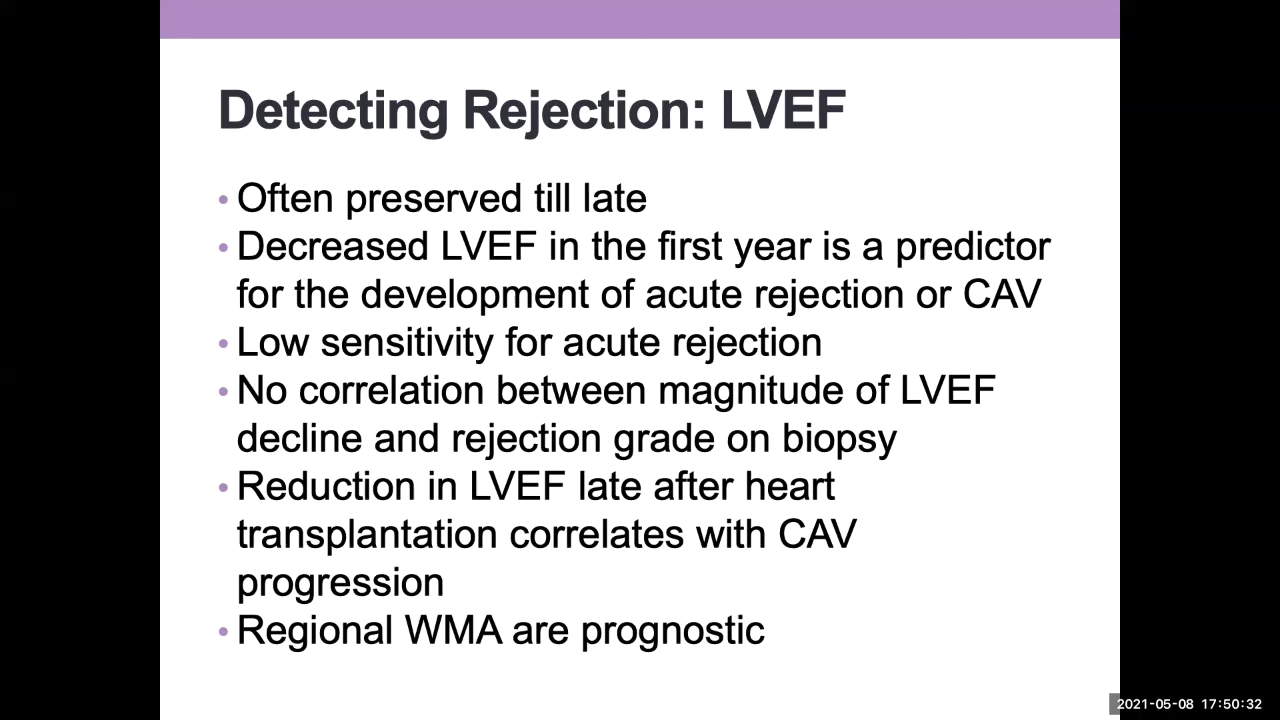 Detecting Rejection: LVEF
• Often preserved till late
• Decreased LVEF in the first year is a predictor
for the development of acute rejection or CAV
• Low sensitivity for acute rejection
• No correlation between magnitude of LVEF
decline and rejection grade on biopsy
• Reduction in LVEF late after heart
transplantation correlates with CAV
progression
• Regional WMA are prognostic
2021-05-08 17:50:32